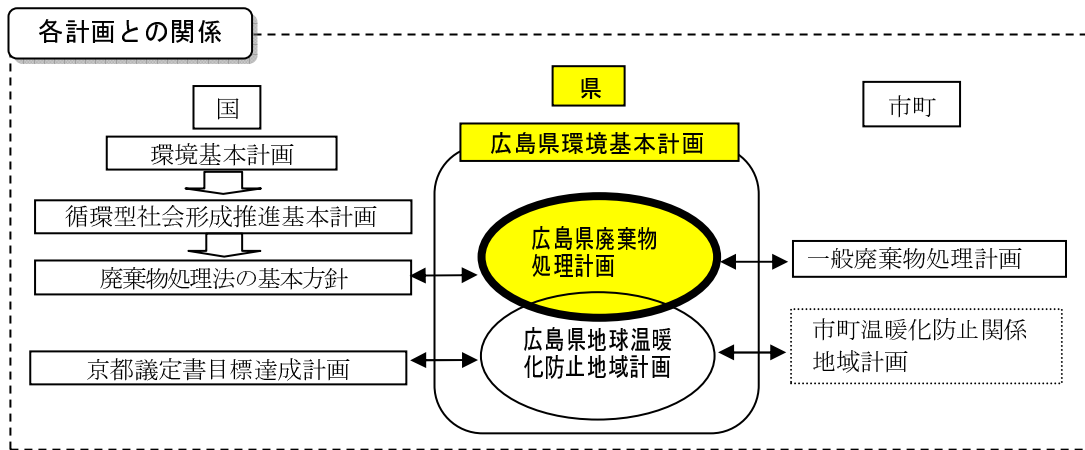 各計画との関係
国
環境基本計画
循環型社会形成推進基本計画
廃棄物処理法の基本方針
京都議定書目標達成計画
県
広島県環境基本計画
広島県廃棄物
処理計画
広島県地球温暖
化防止地域計画
市町
一般廃棄物処理計画
市町温暖化防止関係
地域計画